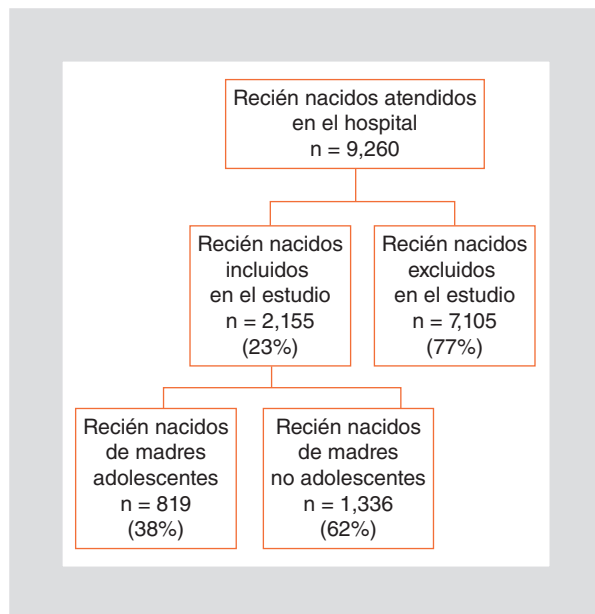 Recién nacidos atendidos
en el hospital
n = 9,260
Recién nacidos
incluidos
en el estudio
n = 2,155
(23%)
Recién nacidos
excluidos
en el estudio
n = 7,105
(77%)
Recién nacidos
de madres
adolescentes
n = 819
(38%)
Recién nacidos
de madres
no adolescentes
n = 1,336
(62%)